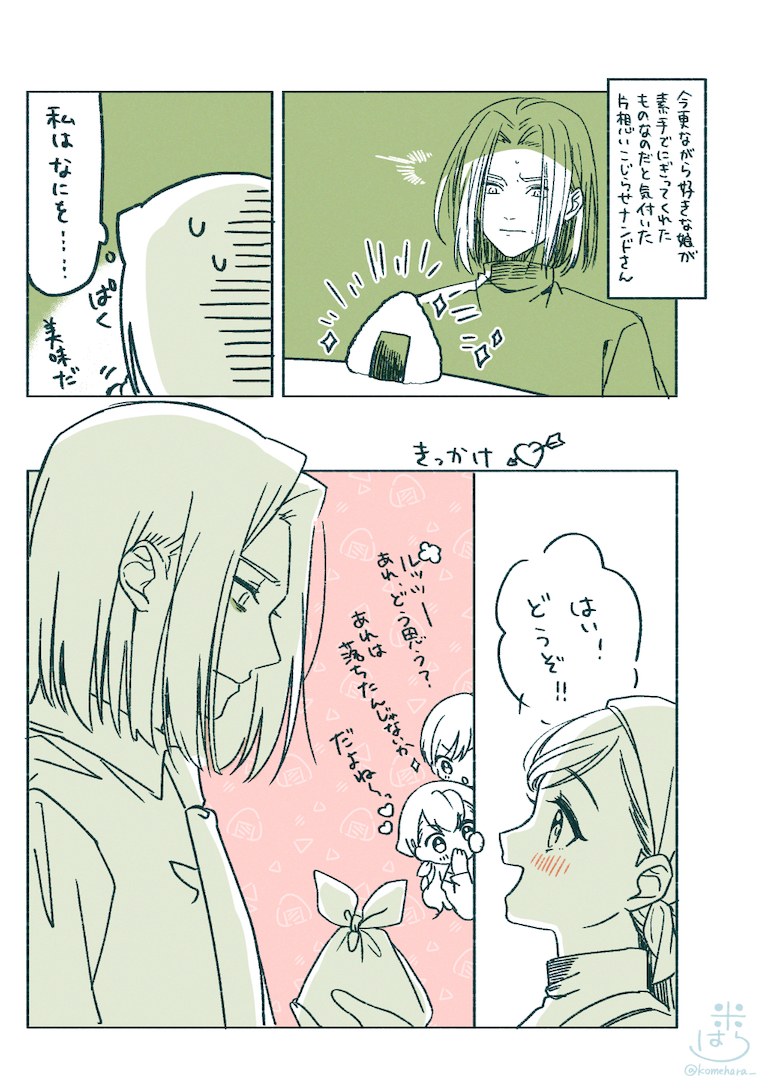 今更ながら好きな娘が
素手でにぎってくれた
ものなのだと気付いた
片想いこじらせナンドさん
私はなにを……
ぱく
美味だ
きっかけ
はい!
どうぞ!!
ルッツー
あれ、どう思う?
あれは
落ちたんじゃないか
だよね〜っ
米
はら
@komehara_